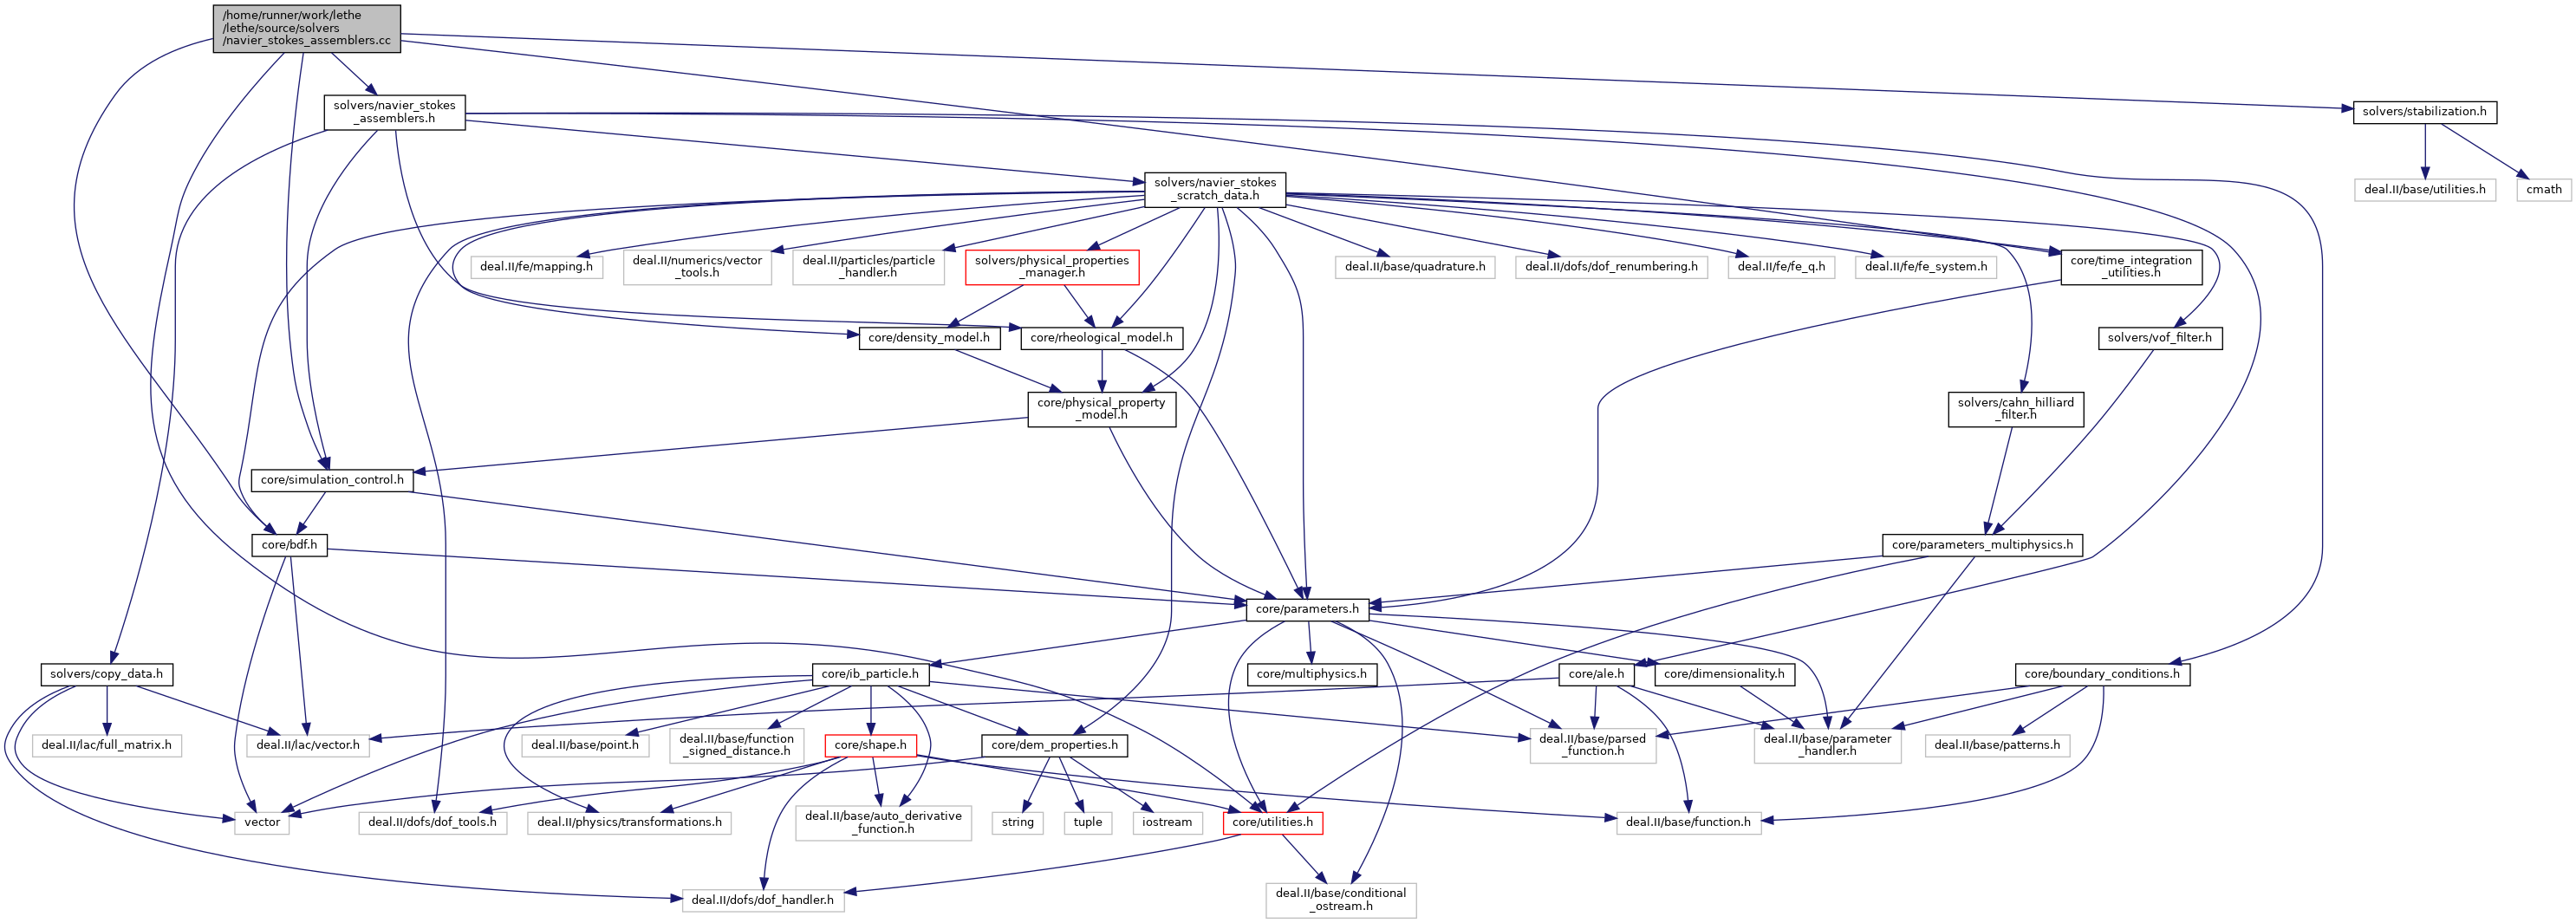 /home/runner/work/lethe
/lethe/source/solvers
/navier_stokes_assemblers.cc
solvers/navier_stokes
_assemblers.h
solvers/stabilization.h
solvers/navier_stokes
_scratch_data.h
deal.II/base/utilities.h
cmath
deal.II/fe/mapping.h
deal.II/numerics/vector
_tools.h
deal.II/particles/particle
_handler.h
solvers/physical_properties
_manager.h
deal.II/base/quadrature.h
deal.II/dofs/dof_renumbering.h
deal.II/fe/fe_q.h
deal.II/fe/fe_system.h
core/time_integration
_utilities.h
core/density_model.h
core/rheological_model.h
solvers/vof_filter.h
core/physical_property
_model.h
solvers/cahn_hilliard
_filter.h
core/simulation_control.h
core/bdf.h
core/parameters_multiphysics.h
core/parameters.h
solvers/copy_data.h
core/ib_particle.h
core/multiphysics.h
core/ale.h
core/dimensionality.h
core/boundary_conditions.h
deal.II/lac/full_matrix.h
deal.II/lac/vector.h
deal.II/base/point.h
deal.II/base/function
_signed_distance.h
core/shape.h
core/dem_properties.h
deal.II/base/parsed
_function.h
deal.II/base/parameter
_handler.h
deal.II/base/patterns.h
vector
deal.II/dofs/dof_tools.h
deal.II/physics/transformations.h
deal.II/base/auto_derivative
_function.h
string
tuple
iostream
core/utilities.h
deal.II/base/function.h
deal.II/dofs/dof_handler.h
deal.II/base/conditional
_ostream.h